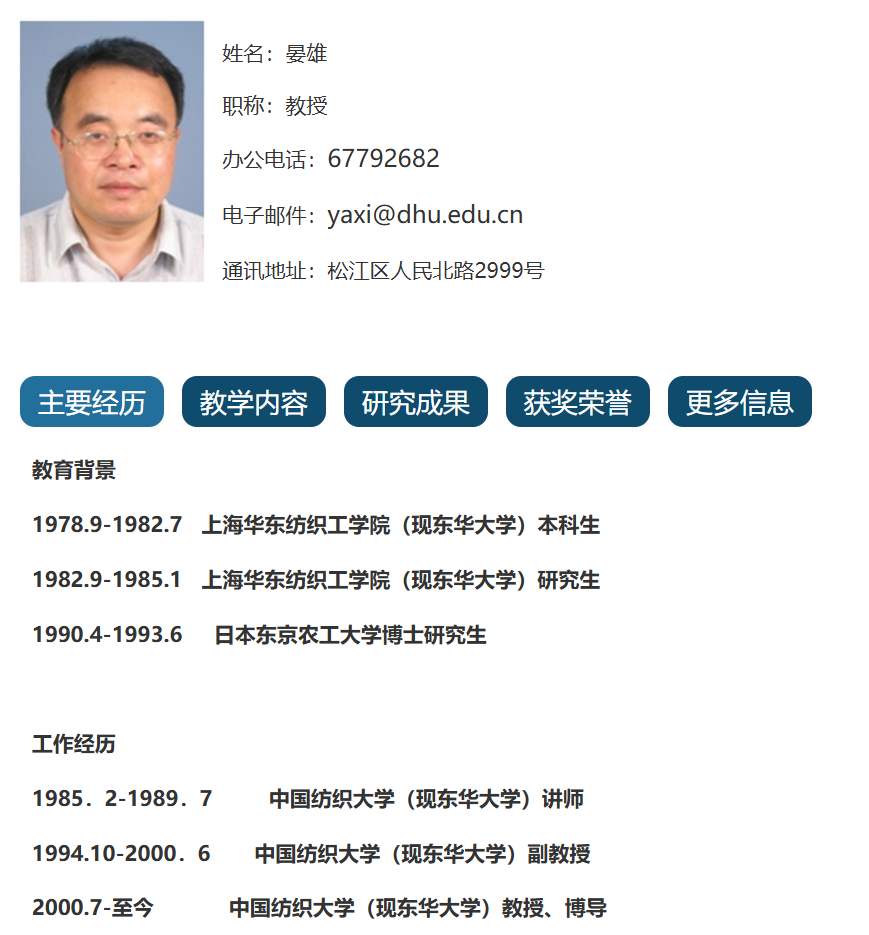 姓名：晏雄
职称：教授
办公电话：67792682
电子邮件：yaxi@dhu.edu.cn
通讯地址：松江区人民北路2999号
主要经历 教学内容 研究成果 获奖荣誉 更多信息
教育背景
1978.9-1982.7 上海华东纺织工学院（现东华大学）本科生
1982.9-1985.1 上海华东纺织工学院（现东华大学）研究生
1990.4-1993.6 日本东京农工大学博士研究生
工作经历
1985．2-1989．7 中国纺织大学（现东华大学）讲师
1994.10-2000．6 中国纺织大学（现东华大学）副教授
2000.7-至今 中国纺织大学（现东华大学）教授、博导